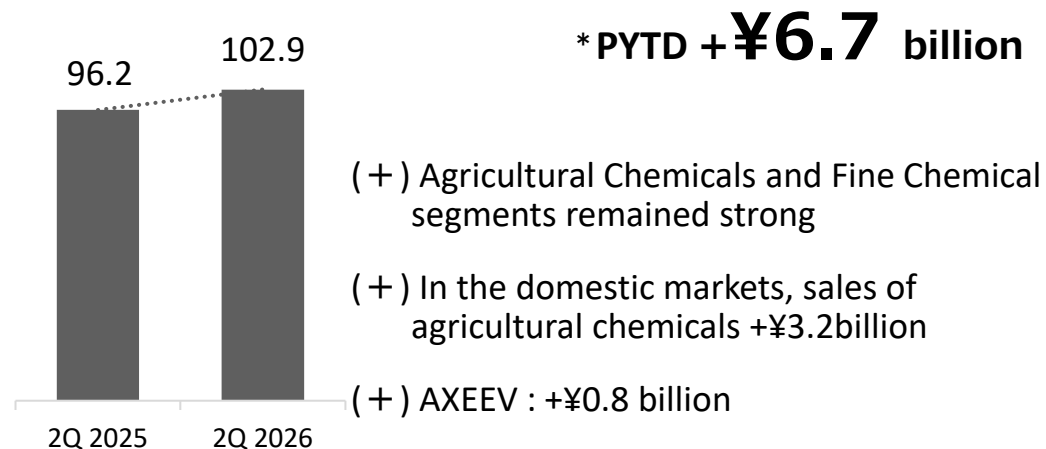 *PYTD +¥6.7 billion
96.2
102.9
(+) Agricultural Chemicals and Fine Chemical
segments remained strong
(+) In the domestic markets, sales of
agricultural chemicals +¥3.2billion
(+) AXEEV : +¥0.8 billion
2Q 2025
2Q 2026